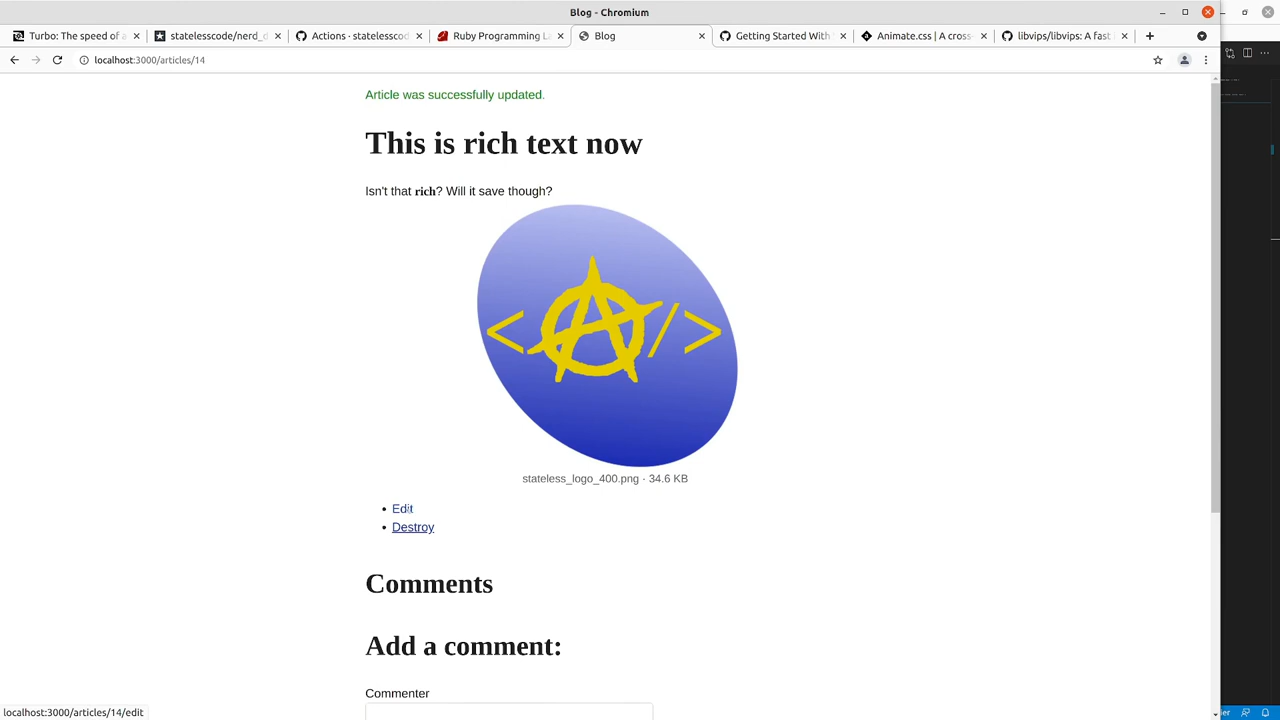 Blog - Chromium
Turbo: The speed of a
statelesscode/nerd_d
Actions · statelesscod
Ruby Programming La
Blog
Getting Started With
Animate.css | A cross-
libvips/libvips: A fast
localhost:3000/articles/14
Article was successfully updated.
This is rich text now
Isn't that rich? Will it save though?
< A />
stateless_logo_400.png · 34.6 KB
Edit
Destroy
Comments
Add a comment:
Commenter
localhost:3000/articles/14/edit